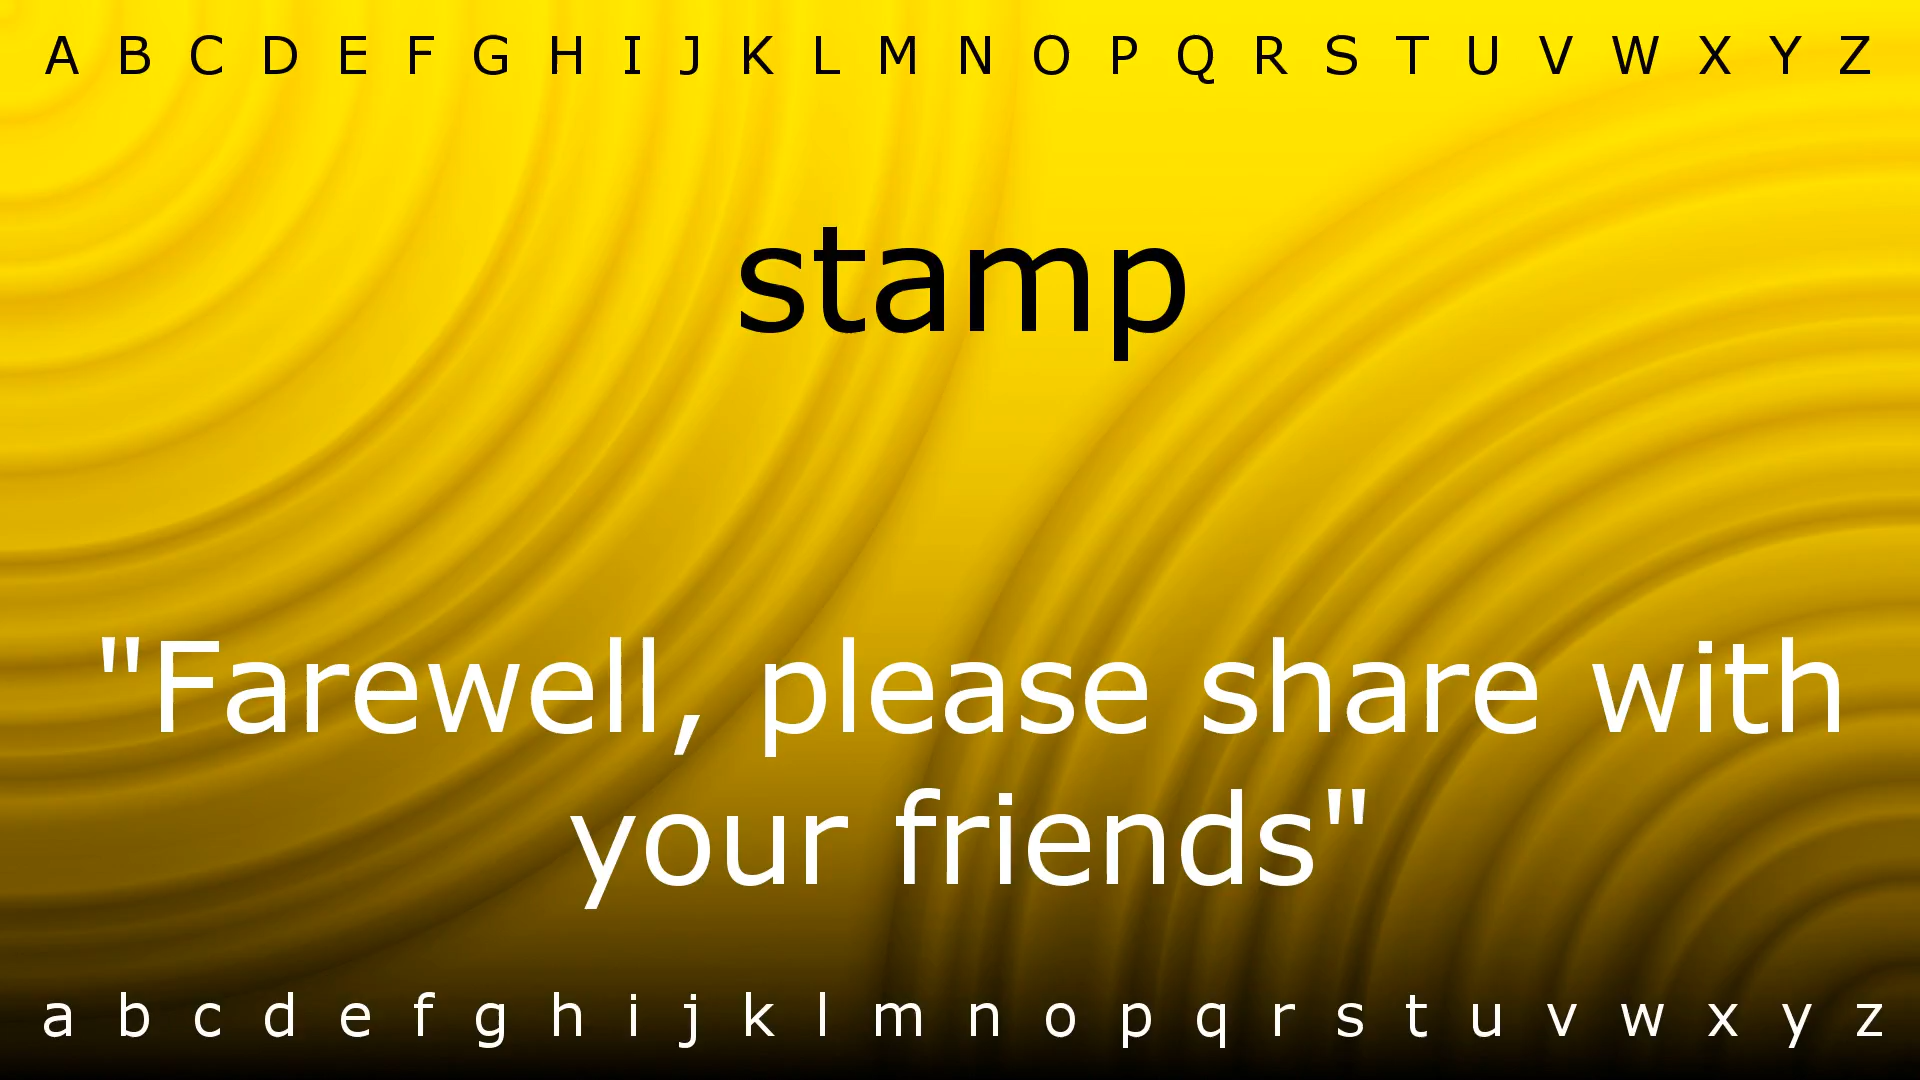 A B C D E F G H I J K L M N O P Q R S T U V W X Y Z
stamp
"Farewell, please share with
your friends"
a b c d e f g h i j k l m n o p q r s t u v w x y z